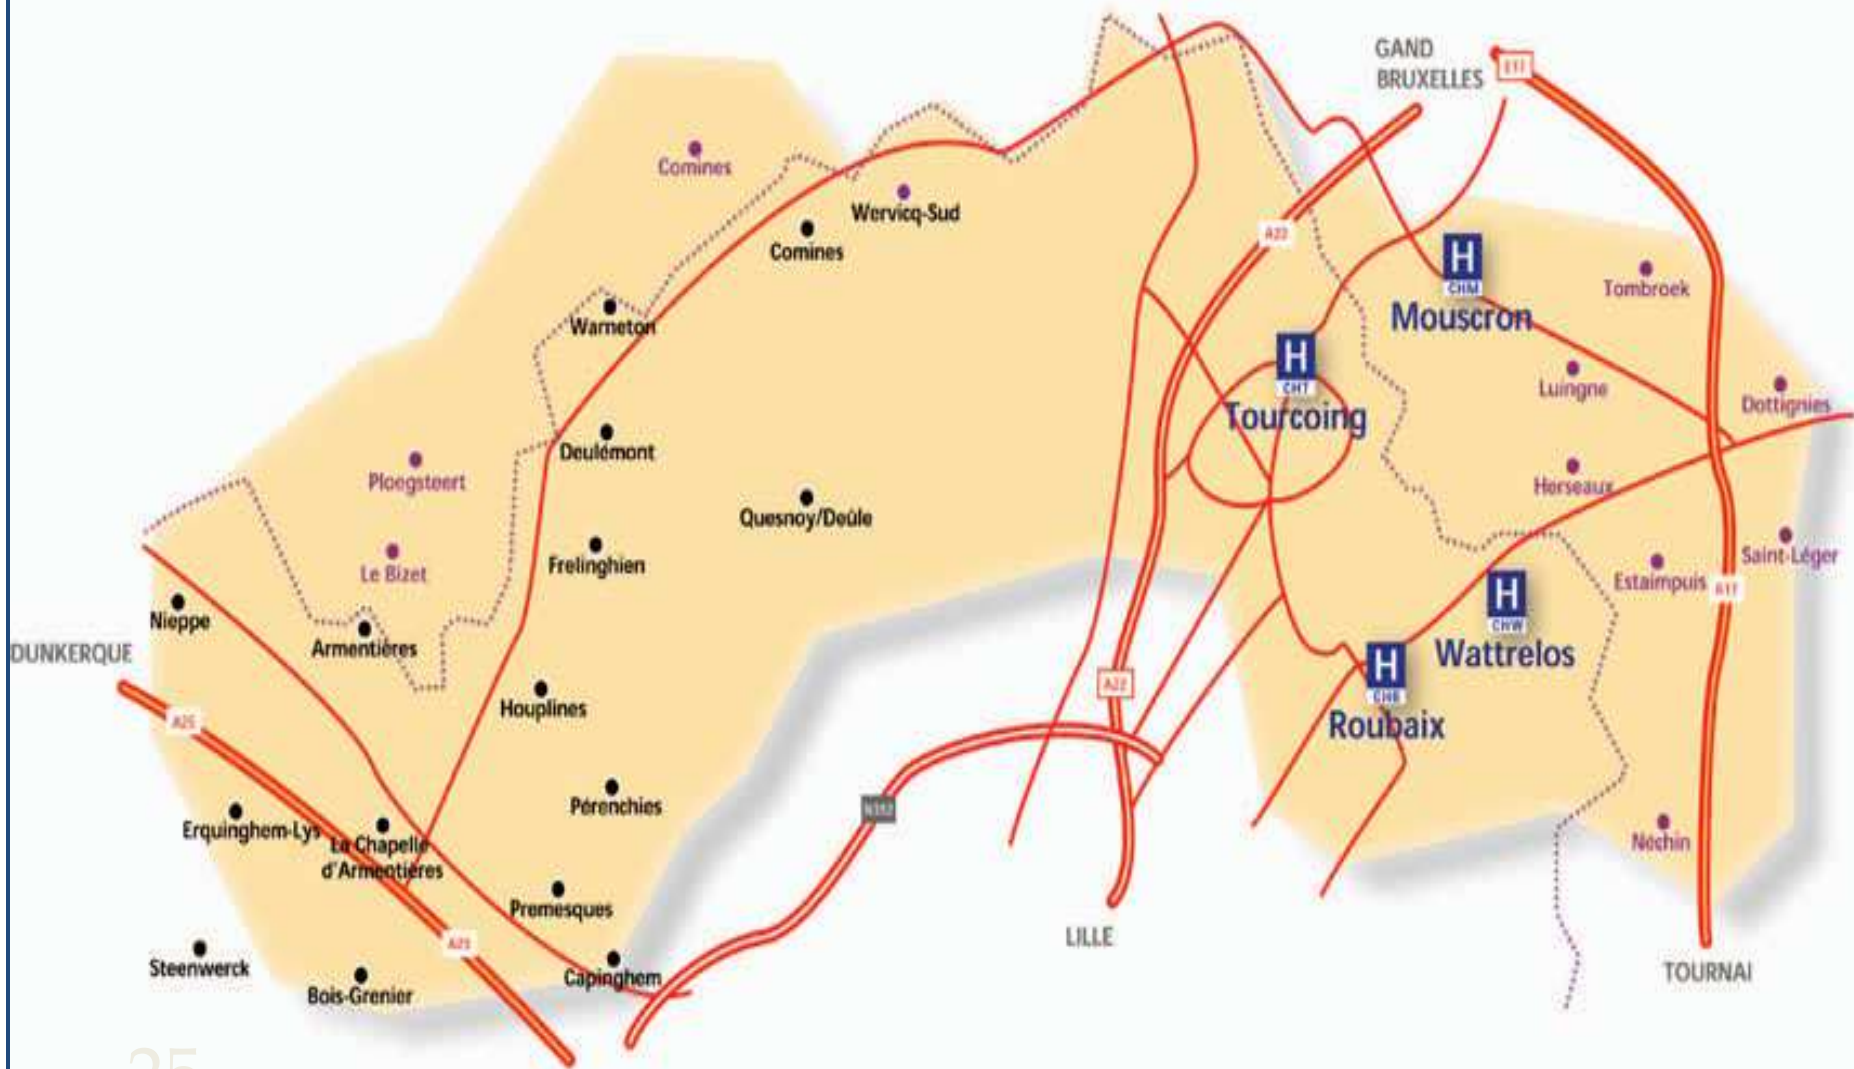 GAND
BRUXELLES
E17
Comines
Wervicq-Sud
Comines
A22
H
CHM
Mouscron
Tombroek
Warneton
H
CHT
Tourcoing
Luingne
Dottignies
Deulémont
Ploegsteert
Herseaux
Quesnoy/Deûle
Frelinghien
Le Bizet
Saint-Léger
Estaimpuis
A17
Nieppe
H
CHW
Wattrelos
Armentières
DUNKERQUE
A25
Houplines
A22
H
CHR
Roubaix
Pérenchies
Erquinghem-Lys
La Chapelle
d'Armentières
Néchin
Premesques
A25
LILLE
Steenwerck
Capinghem
Bois-Grenier
TOURNAI
25